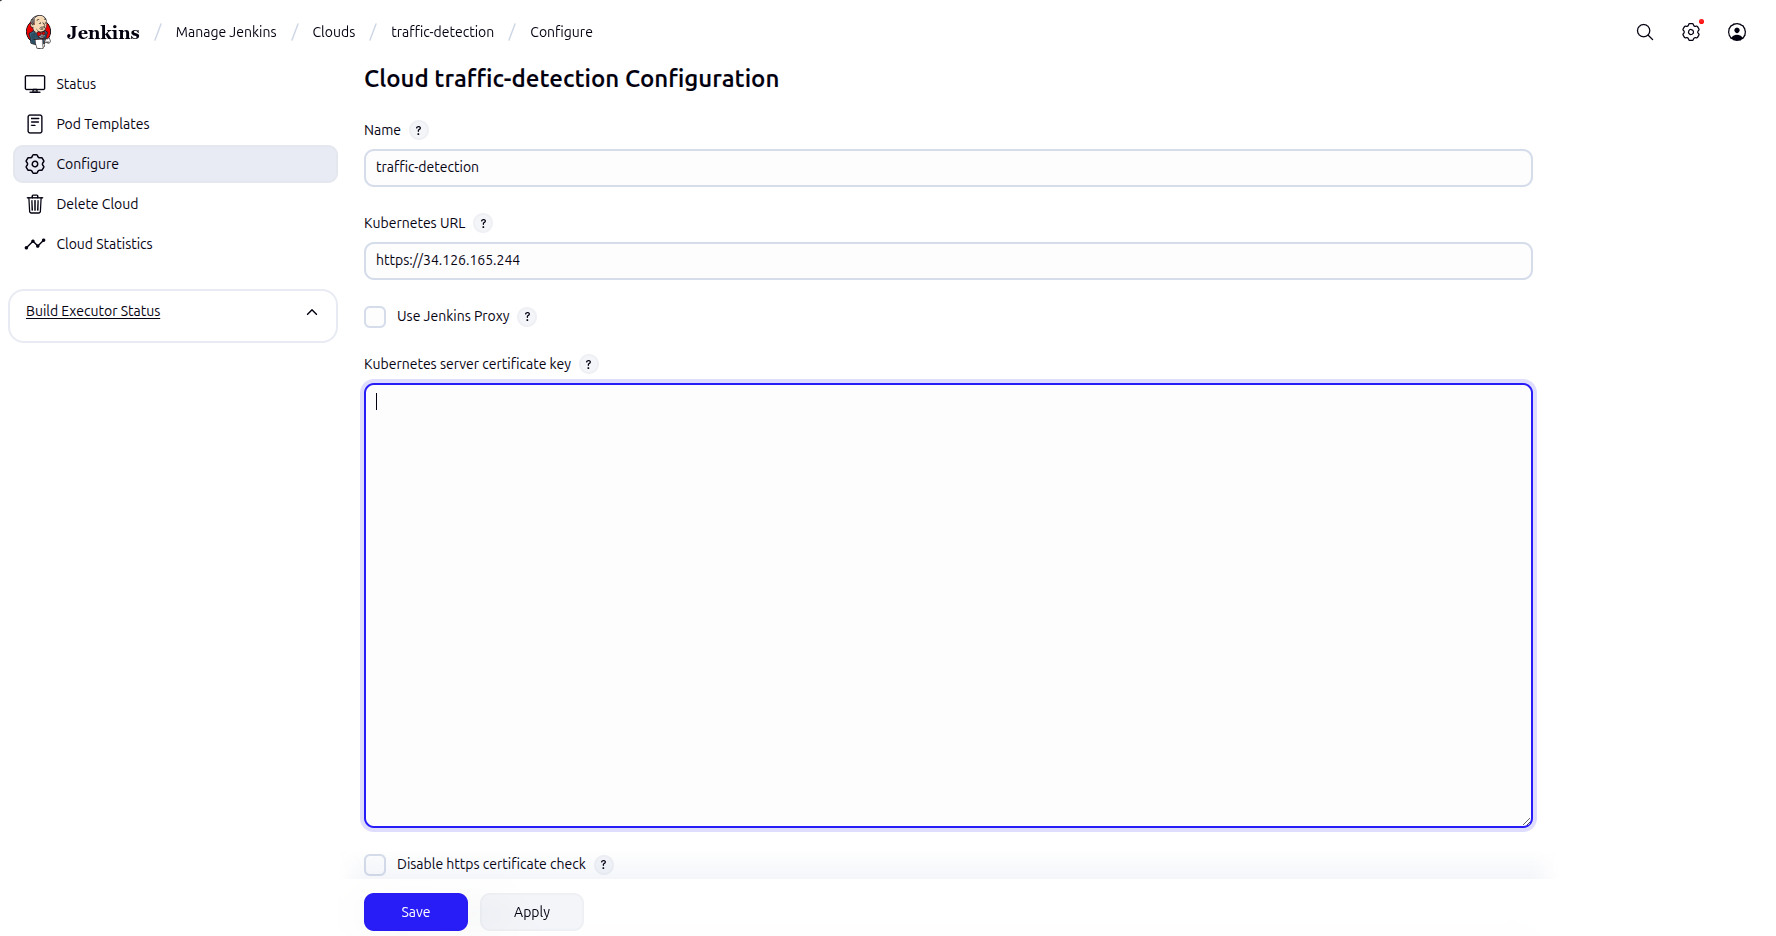 Jenkins / Manage Jenkins / Clouds / traffic-detection / Configure
Status
Pod Templates
Configure
Delete Cloud
Cloud Statistics
Build Executor Status
Cloud traffic-detection Configuration
Name ?
traffic-detection
Kubernetes URL ?
https://34.126.165.244
Use Jenkins Proxy ?
Kubernetes server certificate key ?
Disable https certificate check ?
Save Apply